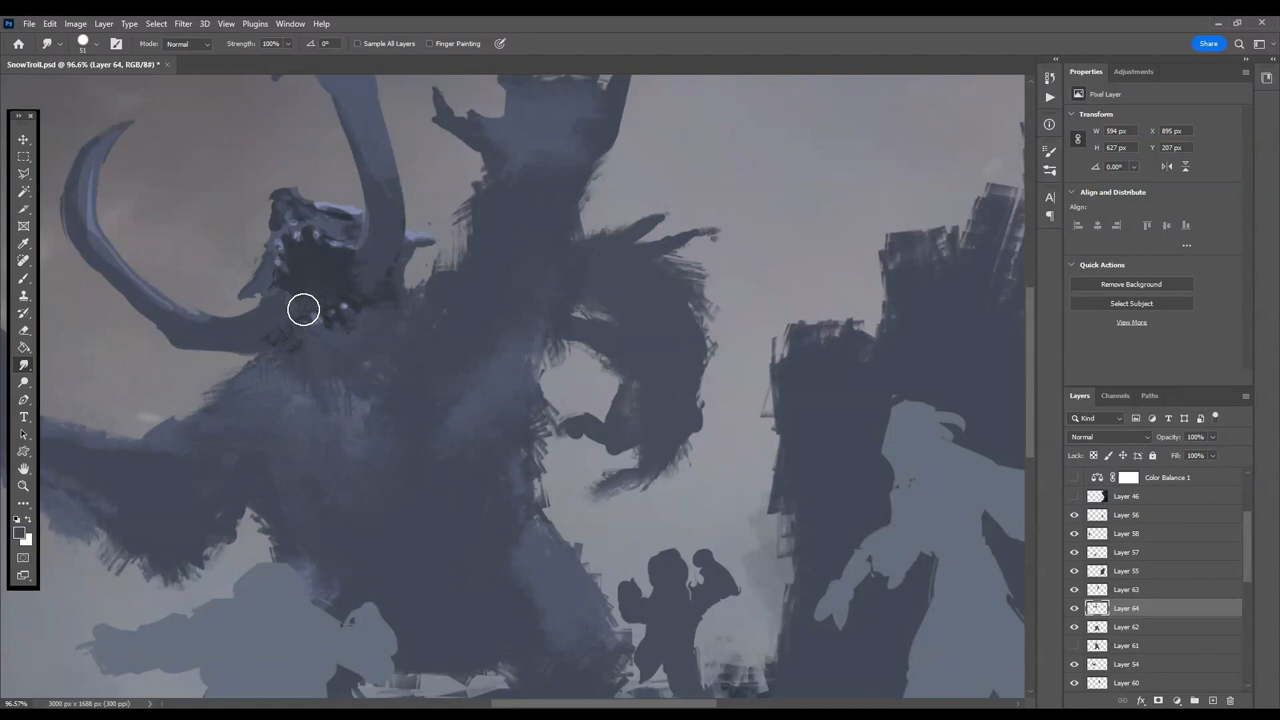 Ps File Edit Image Layer Type Select Filter 3D View Plugins Window Help
51 Mode: Normal Strength: 100% 0° Sample All Layers Finger Painting Share
SnowTroll.psd @ 96.6% (Layer 64, RGB/8#) * ×
Properties Adjustments
Pixel Layer
Transform
W 594 px X 895 px
H 627 px Y 207 px
0.00°
Align and Distribute
Align:
Quick Actions
Remove Background
Select Subject
View More
Layers Channels Paths
Kind
Normal Opacity: 100%
Lock: Fill: 100%
Color Balance 1
Layer 46
Layer 56
Layer 58
Layer 57
Layer 55
Layer 63
Layer 64
Layer 62
Layer 61
Layer 54
Layer 60
96.57% 3000 px x 1688 px (300 ppi)